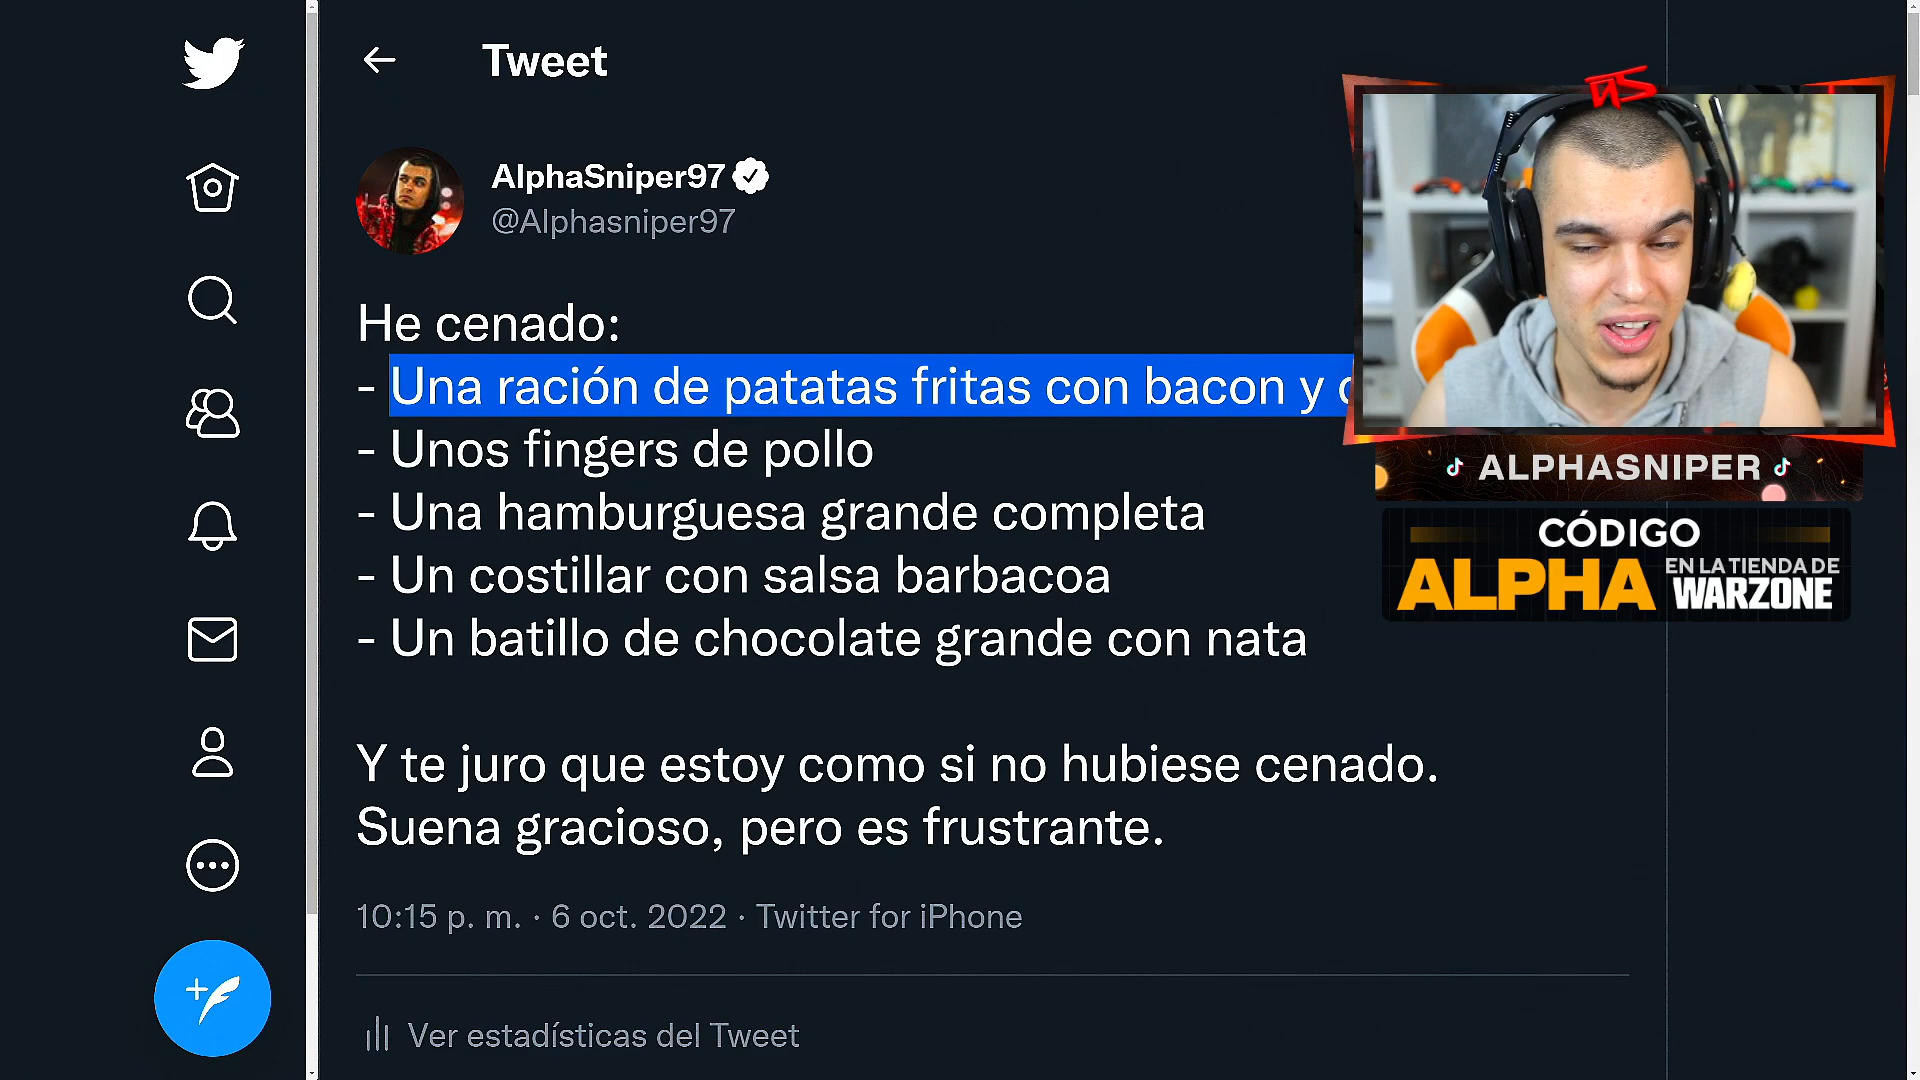 Tweet
AlphaSniper97
@Alphasniper97
He cenado:
- Una ración de patatas fritas con bacon y
- Unos fingers de pollo
- Una hamburguesa grande completa
- Un costillar con salsa barbacoa
- Un batillo de chocolate grande con nata
Y te juro que estoy como si no hubiese cenado.
Suena gracioso, pero es frustrante.
10:15 p. m. · 6 oct. 2022 · Twitter for iPhone
Ver estadísticas del Tweet
ALPHASNIPER
CÓDIGO
ALPHA EN LA TIENDA DE
WARZONE